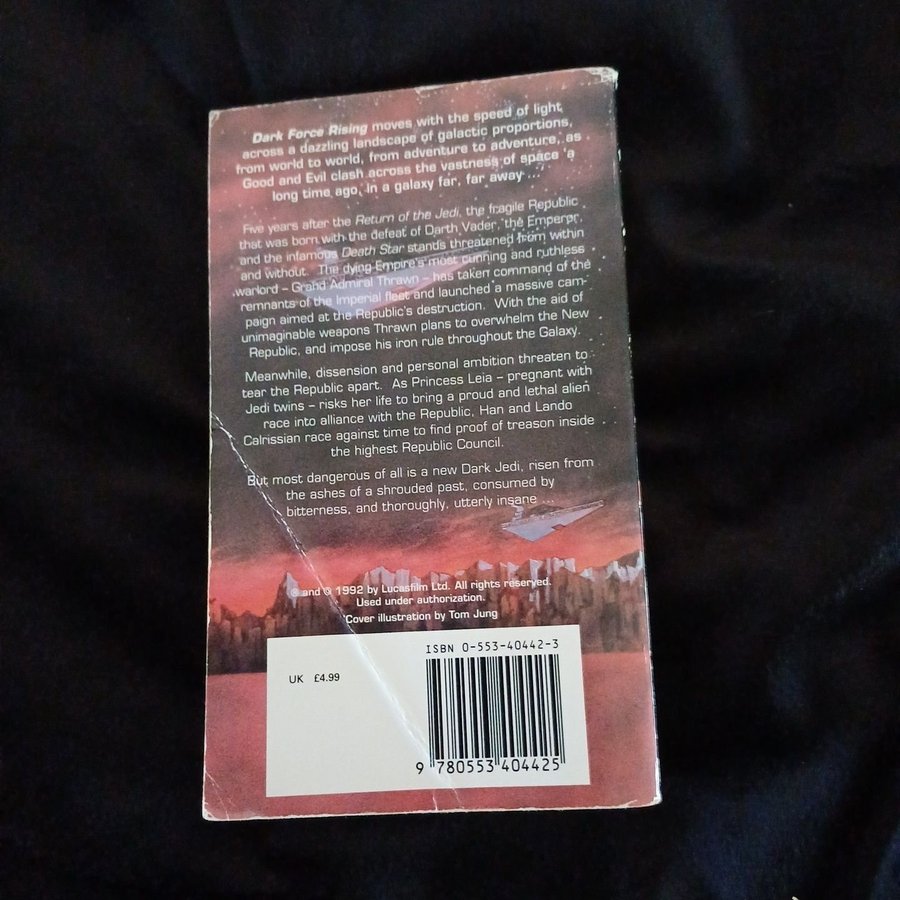 Dark Force Rising moves with the speed of light
across a dazzling landscape of galactic proportions,
from world to world, from adventure to adventure, as
Good and Evil clash across the vastness of space 'a
long time ago, in a galaxy far, far away ...'
Five years after the Return of the Jedi, the fragile Republic
that was born with the defeat of Darth Vader, the Emperor,
and the infamous Death Star stands threatened from within
and without. The dying Empire's most cunning and ruthless
warlord – Grand Admiral Thrawn – has taken command of the
remnants of the Imperial fleet and launched a massive cam-
paign aimed at the Republic's destruction. With the aid of
unimaginable weapons Thrawn plans to overwhelm the New
Republic, and impose his iron rule throughout the Galaxy.
Meanwhile, dissension and personal ambition threaten to
tear the Republic apart. As Princess Leia – pregnant with
Jedi twins – risks her life to bring a proud and lethal alien
race into alliance with the Republic, Han and Lando
Calrissian race against time to find proof of treason inside
the highest Republic Council.
But most dangerous of all is a new Dark Jedi, risen from
the ashes of a shrouded past, consumed by
bitterness, and thoroughly, utterly insane ...
® and © 1992 by Lucasfilm Ltd. All rights reserved.
Used under authorization.
Cover illustration by Tom Jung
ISBN 0-553-40442-3
UK £4.99
9 780553 404425